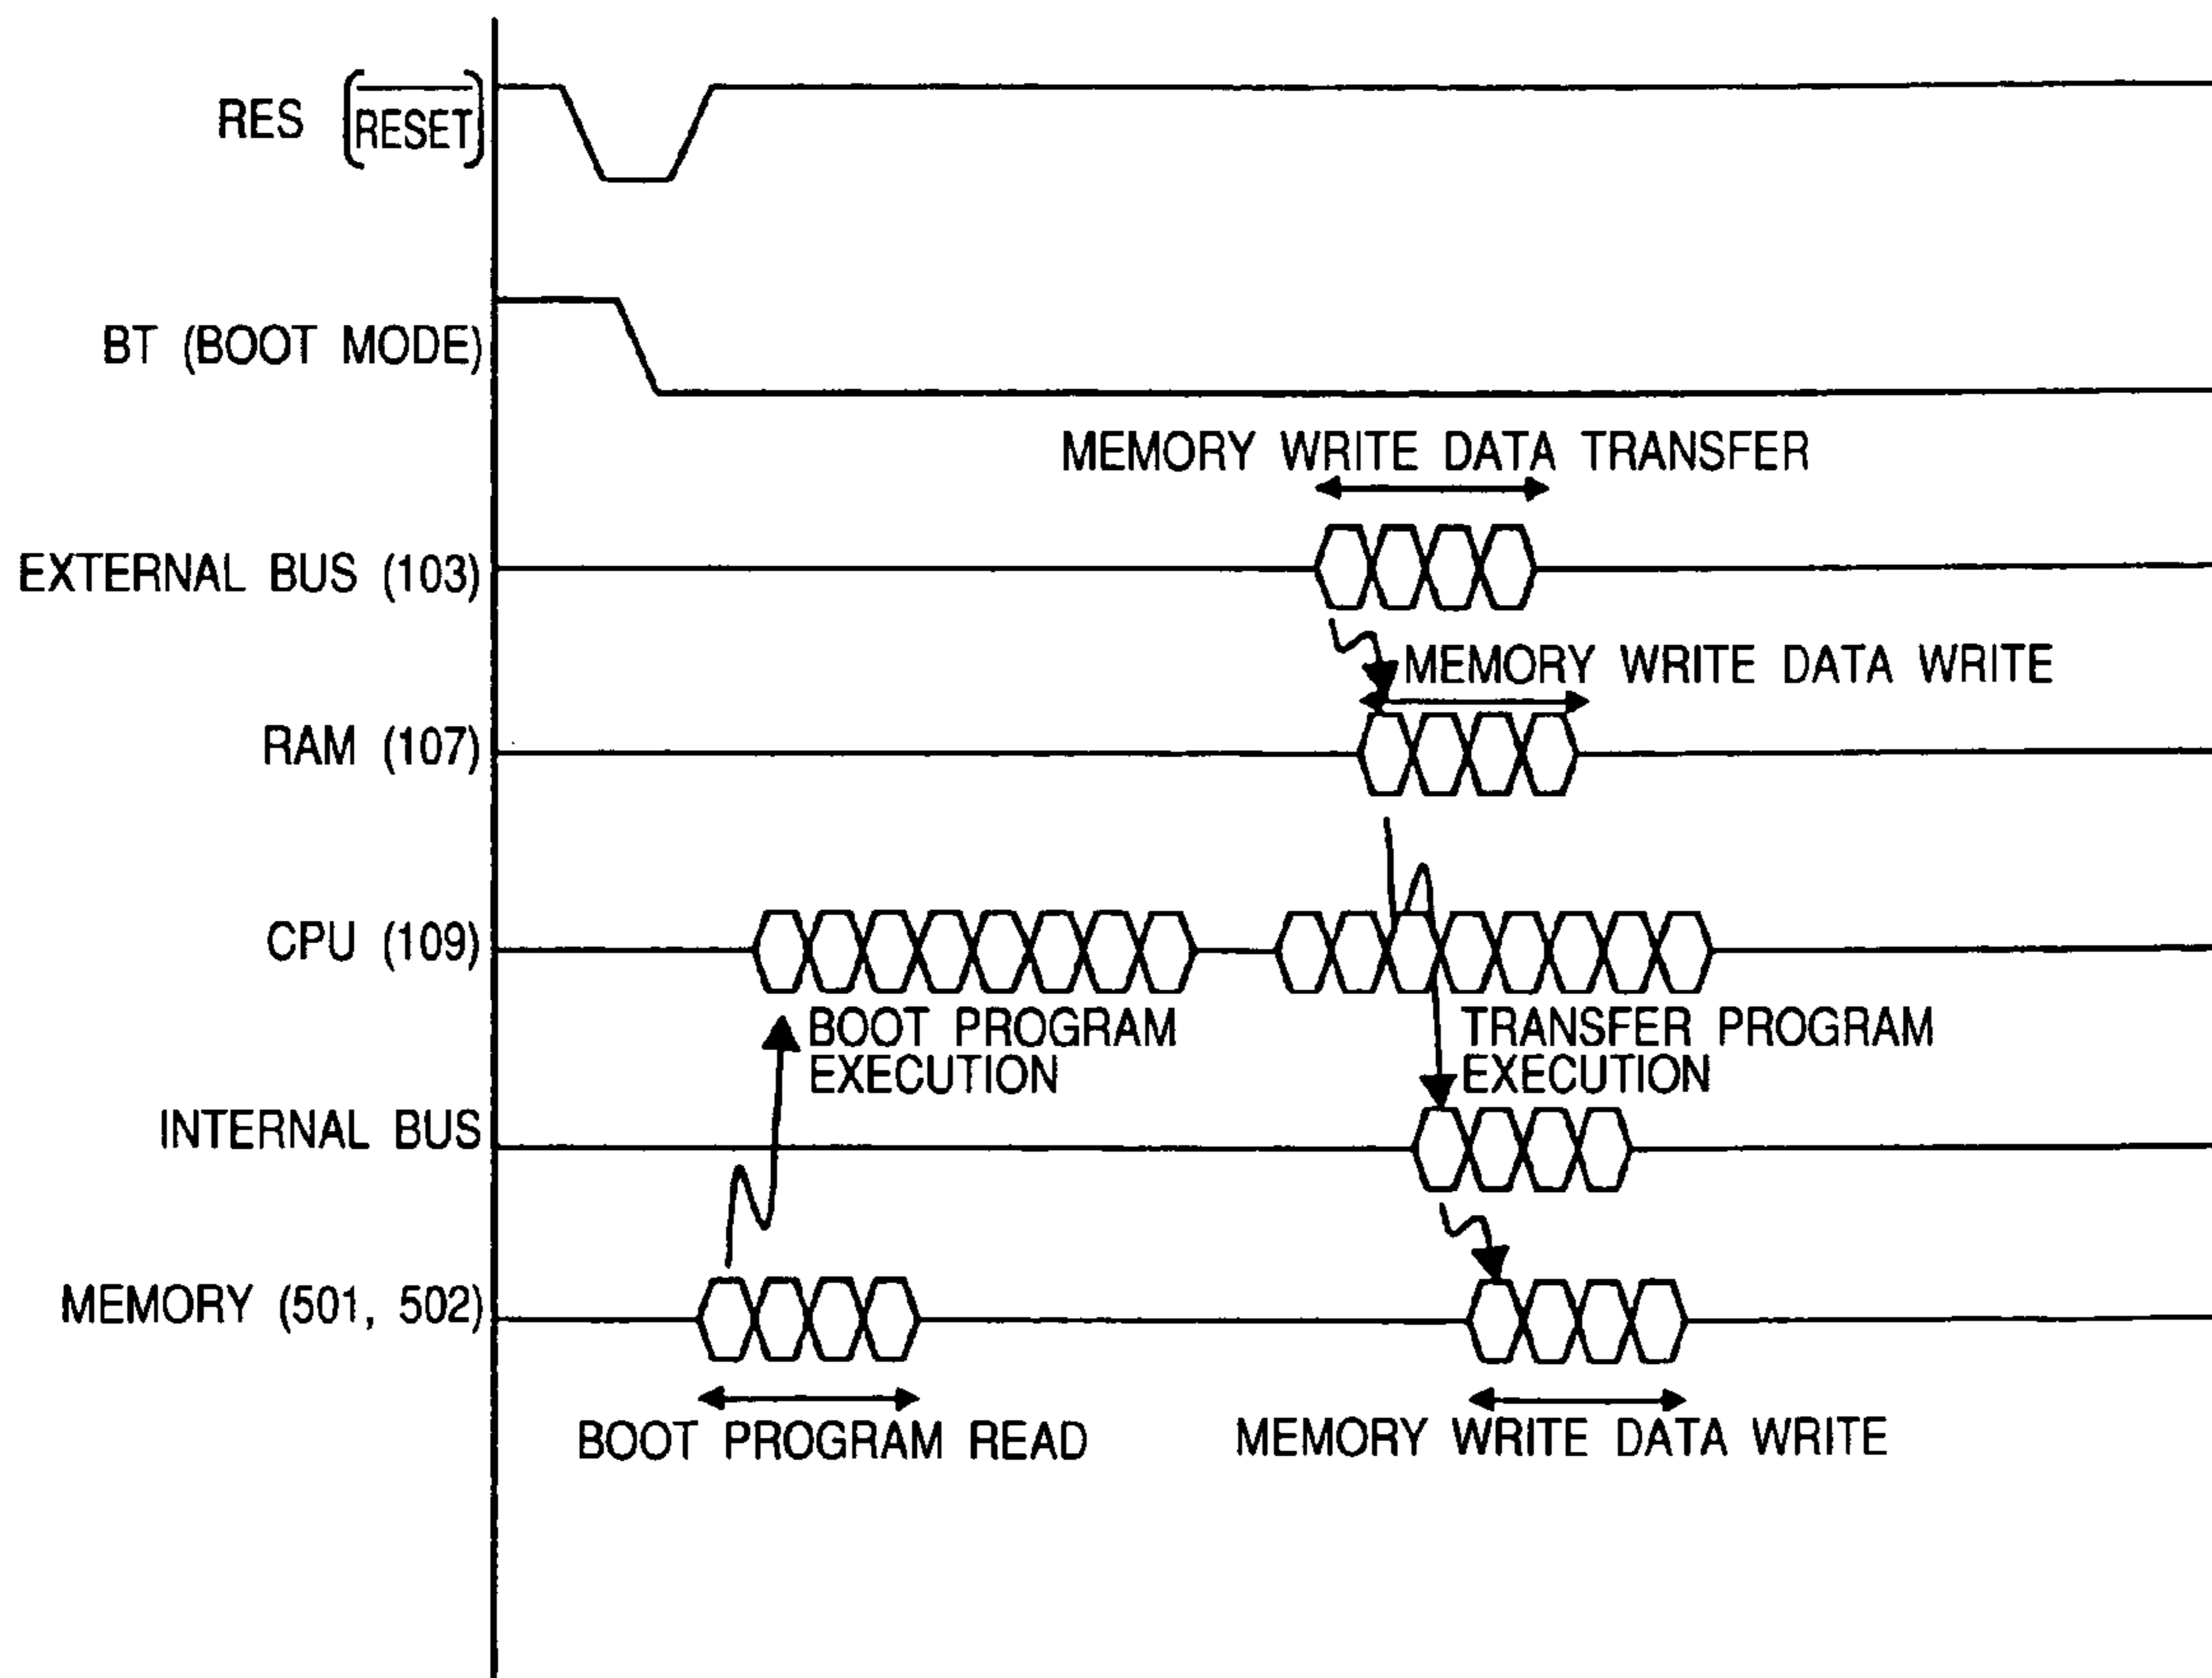 RES (RESET)
BT (BOOT MODE)
MEMORY WRITE DATA TRANSFER
EXTERNAL BUS (103)
MEMORY WRITE DATA WRITE
RAM (107)
CPU (109)
BOOT PROGRAM
EXECUTION
TRANSFER PROGRAM
EXECUTION
INTERNAL BUS
MEMORY (501, 502)
BOOT PROGRAM READ
MEMORY WRITE DATA WRITE